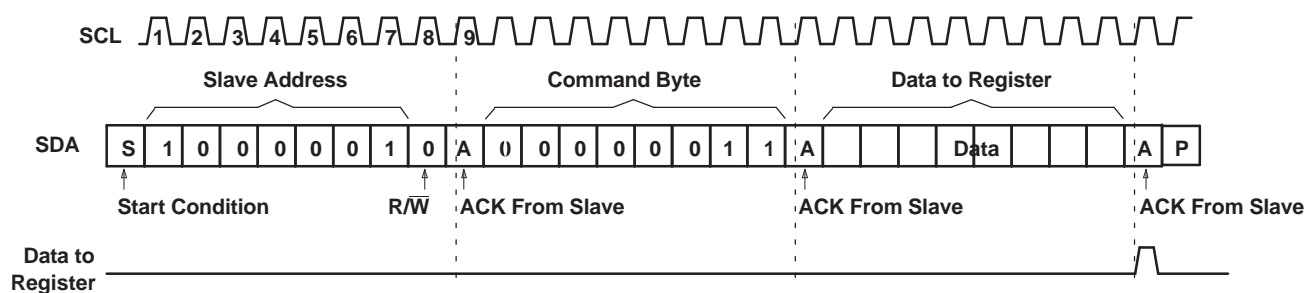 SCL 1 2 3 4 5 6 7 8 9
Slave Address Command Byte Data to Register
SDA S 1 0 0 0 0 0 1 0 A 0 0 0 0 0 0 1 1 A Data A P
Start Condition R/W̅ ACK From Slave ACK From Slave ACK From Slave
Data to
Register